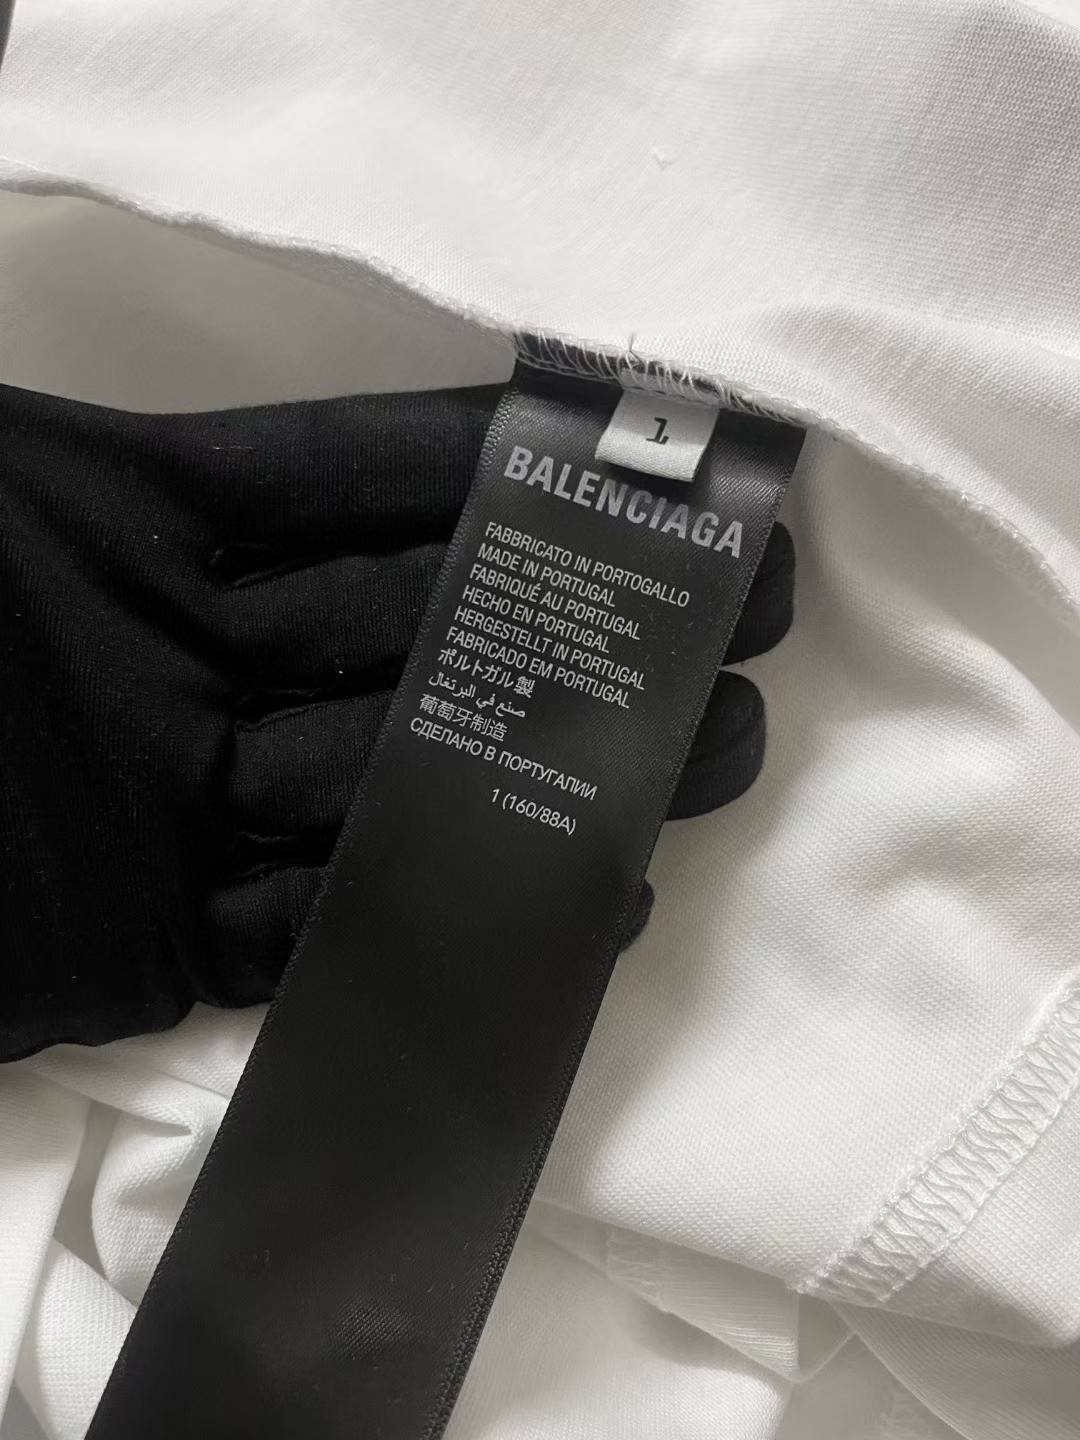 1
BALENCIAGA
FABBRICATO IN PORTOGALLO
MADE IN PORTUGAL
FABRIQUÉ AU PORTUGAL
HECHO EN PORTUGAL
HERGESTELLT IN PORTUGAL
FABRICADO EM PORTUGAL
ポルトガル製
صنع في البرتغال
葡萄牙制造
СДЕЛАНО В ПОРТУГАЛИИ
1 (160/88A)